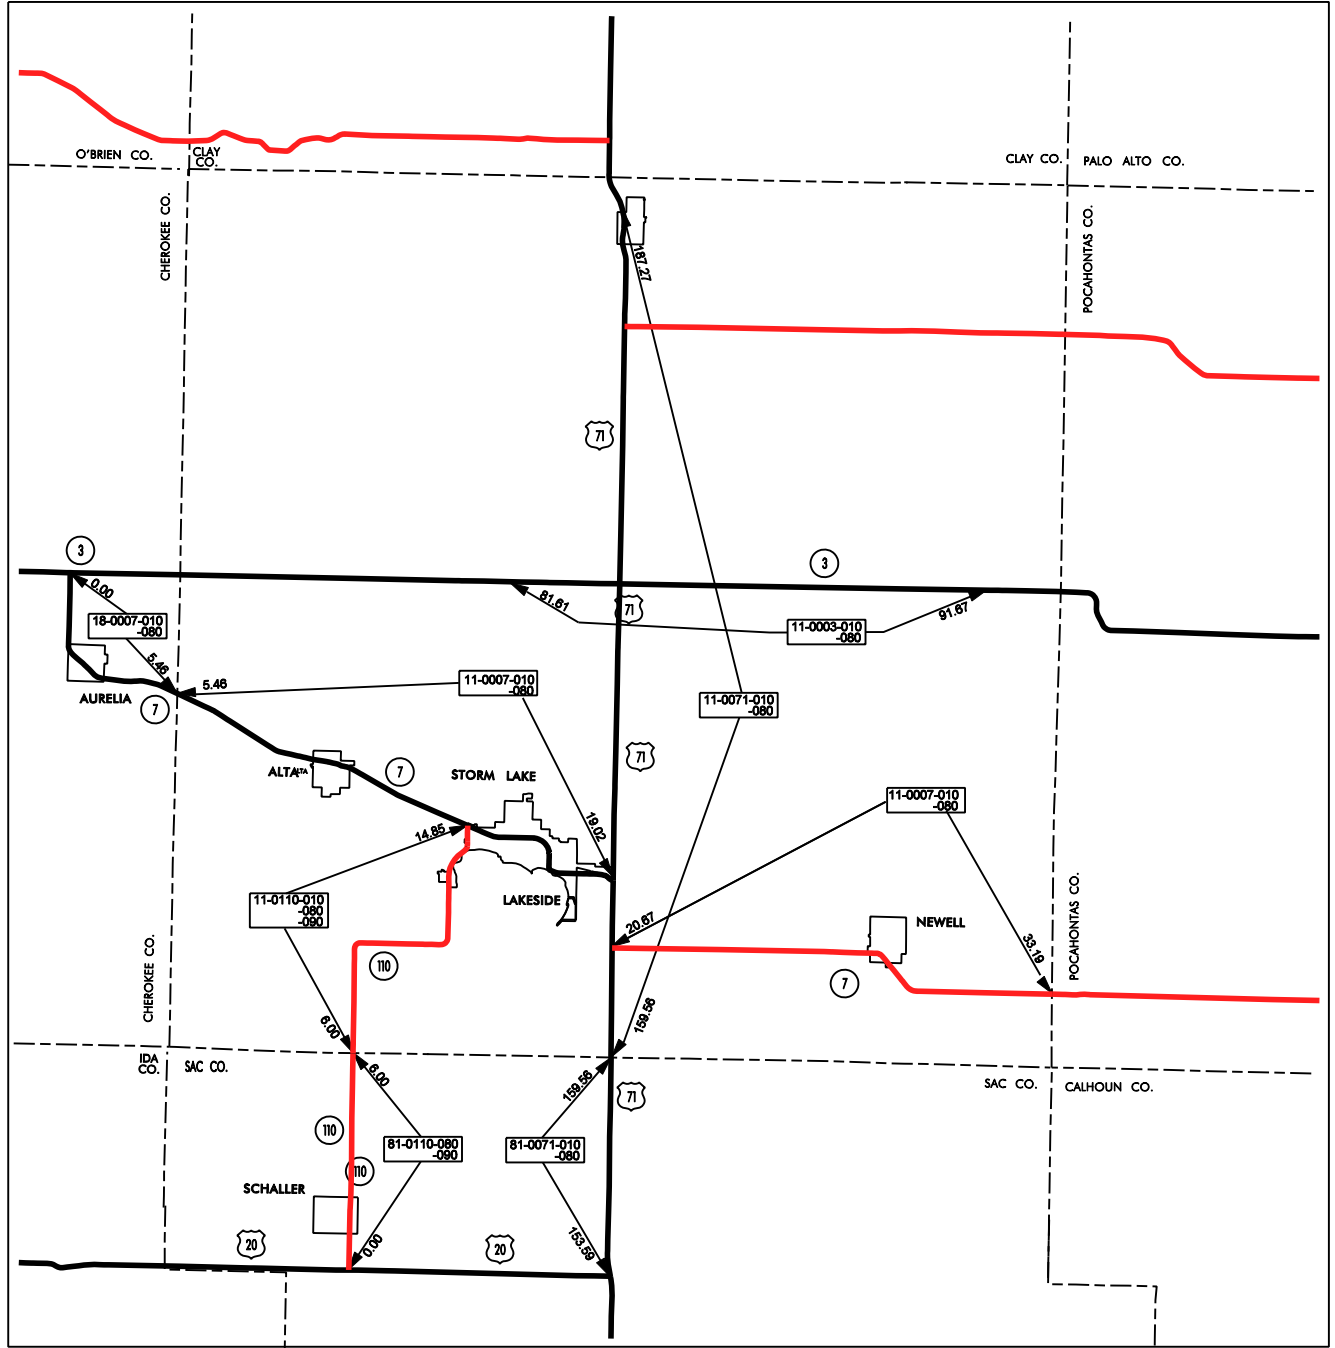 O'BRIEN CO.
CLAY
CO.
CLAY CO.
PALO ALTO CO.
CHEROKEE CO.
POCAHONTAS CO.
187.27
71
3
3
0.00
81.61
71
91.67
18-0007-010
-080
11-0003-010
-080
5.46
5.46
11-0007-010
-080
AURELIA
7
11-0071-010
-080
71
ALTA
LTA
7
STORM LAKE
11-0007-010
-080
14.85
19.02
11-0110-010
-080
-090
LAKESIDE
20.67
NEWELL
33.19
POCAHONTAS CO.
CHEROKEE CO.
110
7
6.00
159.56
IDA
CO.
SAC CO.
6.00
159.56
71
SAC CO.
CALHOUN CO.
110
81-0110-080
-090
81-0071-010
-080
110
SCHALLER
20
0.00
20
153.59